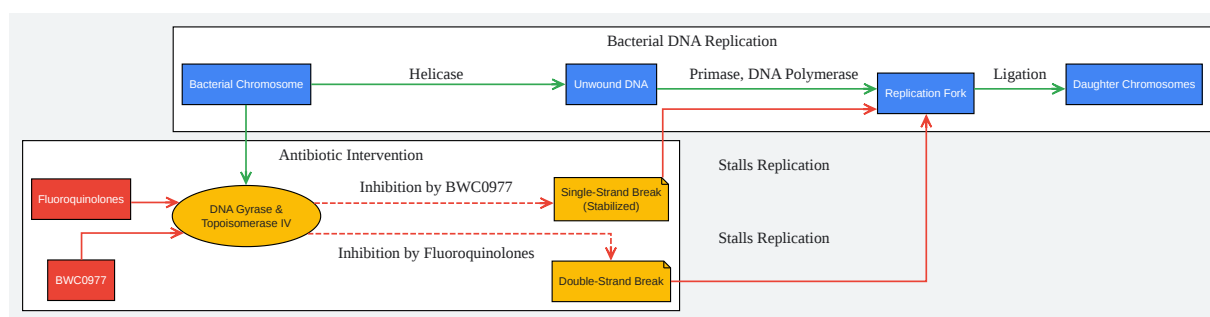 Bacterial DNA Replication
Helicase
Primase, DNA Polymerase
Ligation
Bacterial Chromosome
Unwound DNA
Replication Fork
Daughter Chromosomes
Antibiotic Intervention
Stalls Replication
Fluoroquinolones
Inhibition by BWC0977
Single-Strand Break
(Stabilized)
DNA Gyrase &
Topoisomerase IV
Stalls Replication
Inhibition by Fluoroquinolones
BWC0977
Double-Strand Break